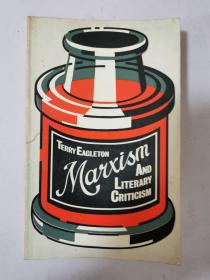 TERRY EAGLETON
Marxism
AND
LITERARY
CRITICISM